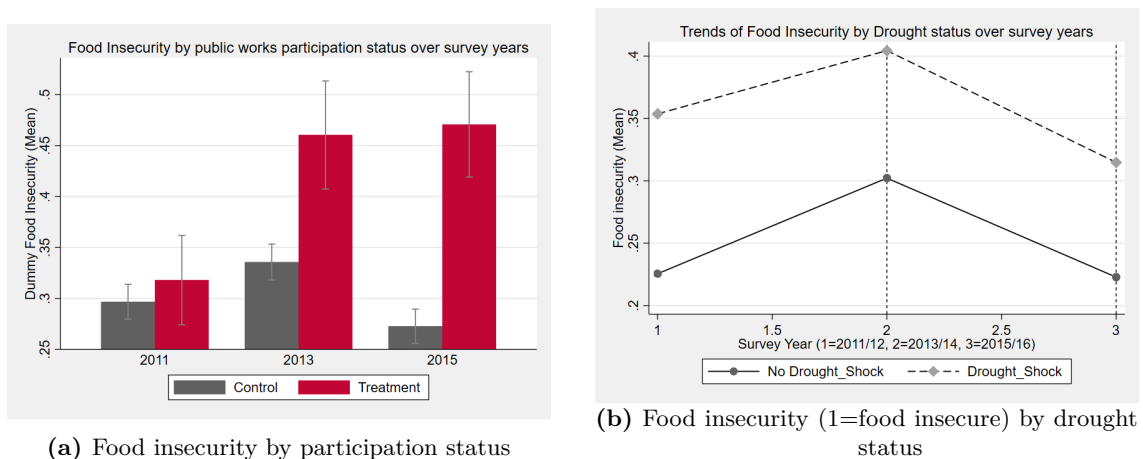 Food Insecurity by public works participation status over survey years
Dummy Food Insecurity (Mean)
.5
.45
.4
.35
.3
.25
2011 2013 2015
Control Treatment
(a) Food insecurity by participation status
Trends of Food Insecurity by Drought status over survey years
Food insecurity (Mean)
.4
.35
.3
.25
.2
1 1.5 2 2.5 3
Survey Year (1=2011/12, 2=2013/14, 3=2015/16)
No Drought_Shock Drought_Shock
(b) Food insecurity (1=food insecure) by drought
status